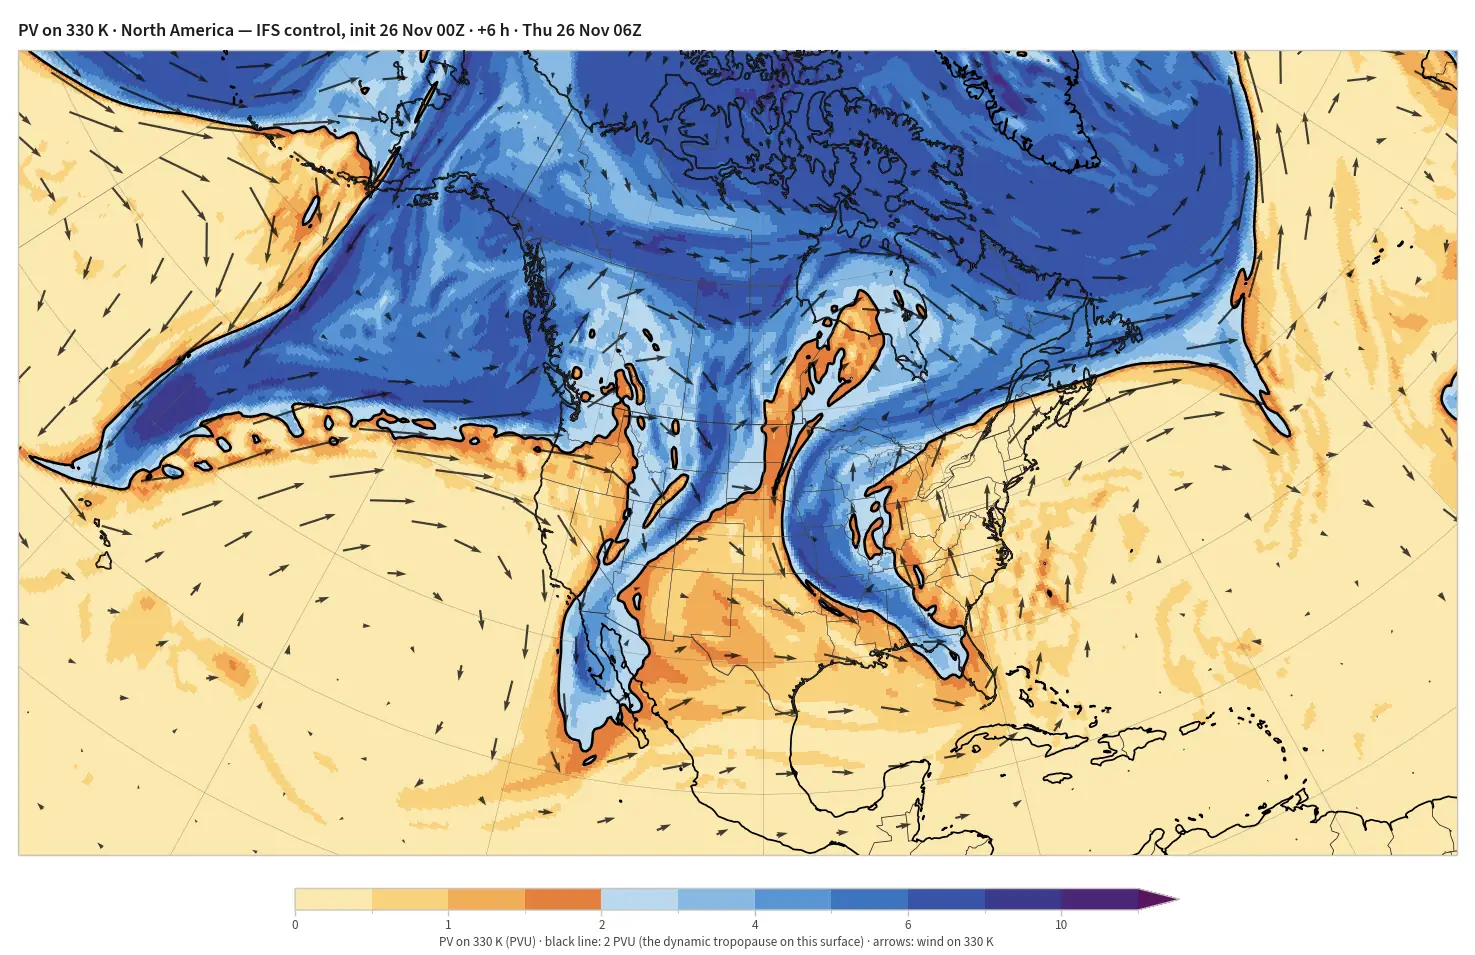 PV on 330 K · North America — IFS control, init 26 Nov 00Z · +6 h · Thu 26 Nov 06Z
0 1 2 4 6 10
PV on 330 K (PVU) · black line: 2 PVU (the dynamic tropopause on this surface) · arrows: wind on 330 K